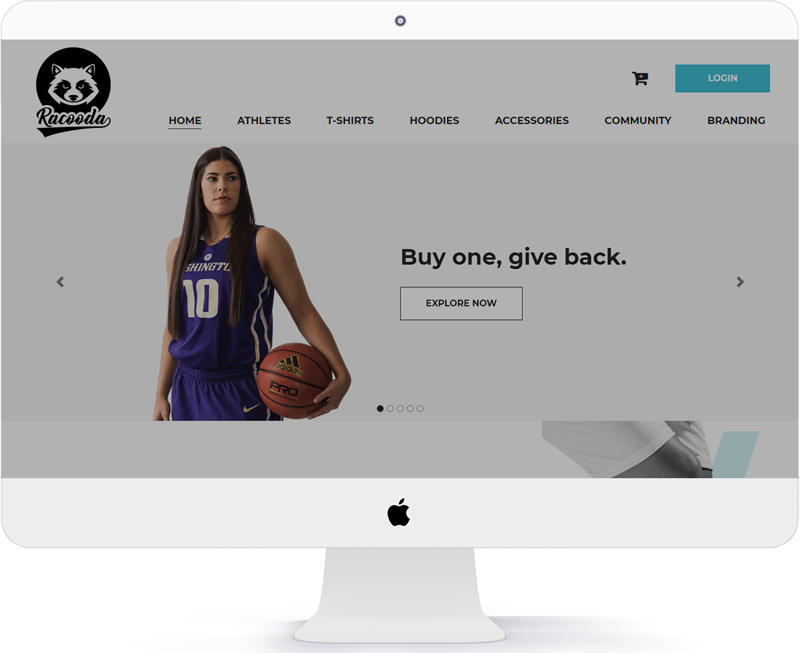 Racooda
LOGIN
HOME ATHLETES T-SHIRTS HOODIES ACCESSORIES COMMUNITY BRANDING
SHINGTO
10
Buy one, give back.
EXPLORE NOW
adidas
PRO